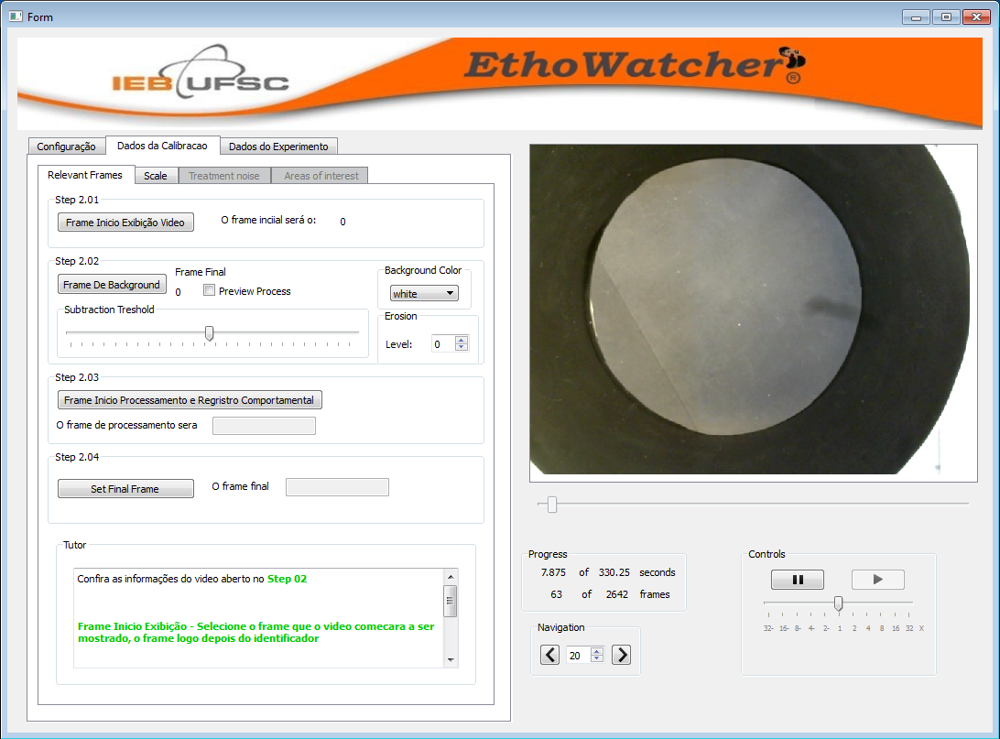 Form
IEB UFSC
EthoWatcher®
Configuração
Dados da Calibracao
Dados do Experimento
Relevant Frames
Scale
Treatment noise
Areas of interest
Step 2.01
Frame Inicio Exibição Video
O frame inciial será o:
0
Step 2.02
Frame De Background
Frame Final
0
Preview Process
Background Color
white
Subtraction Treshold
Erosion
Level:
0
Step 2.03
Frame Inicio Processamento e Regristro Comportamental
O frame de processamento sera
Step 2.04
Set Final Frame
O frame final
Tutor
Confira as informações do video aberto no Step 02
Frame Inicio Exibição - Selecione o frame que o video comecara a ser
mostrado, o frame logo depois do identificador
Progress
7.875 of 330.25 seconds
63 of 2642 frames
Navigation
20
Controls
32- 16- 8- 4- 2- 1 2 4 8 16 32 X